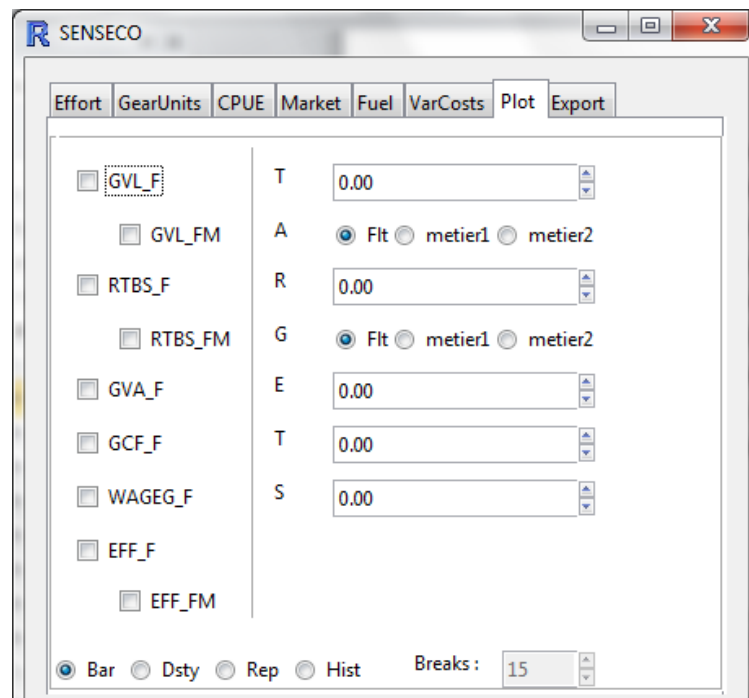 SENSECO
Effort GearUnits CPUE Market Fuel VarCosts Plot Export
GVL_F T 0.00
GVL_FM A Flt metier1 metier2
RTBS_F R 0.00
RTBS_FM G Flt metier1 metier2
GVA_F E 0.00
GCF_F T 0.00
WAGEG_F S 0.00
EFF_F
EFF_FM
Bar Dsty Rep Hist Breaks : 15